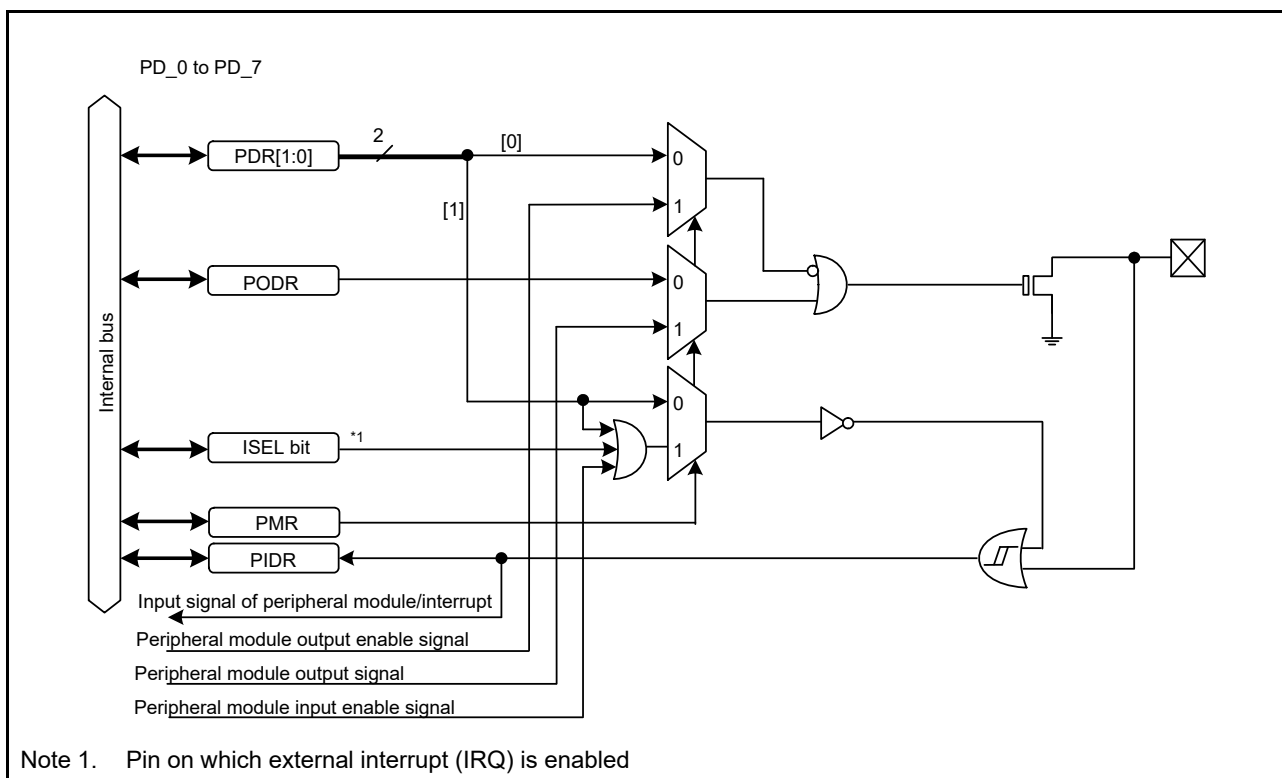 PD_0 to PD_7
2
[0]
PDR[1:0]
0
[1]
1
PODR
0
1
Internal bus
0
ISEL bit
*1
1
PMR
PIDR
Input signal of peripheral module/interrupt
Peripheral module output enable signal
Peripheral module output signal
Peripheral module input enable signal
Note 1. Pin on which external interrupt (IRQ) is enabled